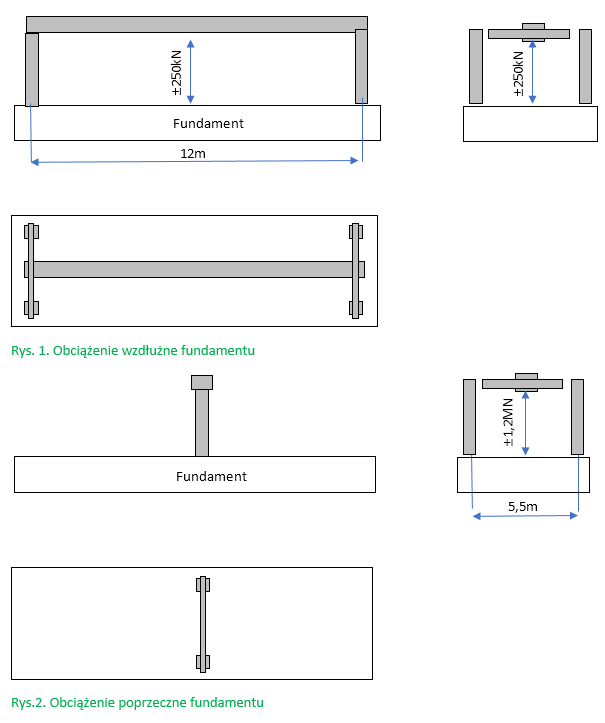 ±250kN
±250kN
Fundament
12m
Rys. 1. Obciążenie wzdłużne fundamentu
±1,2MN
Fundament
5,5m
Rys.2. Obciążenie poprzeczne fundamentu